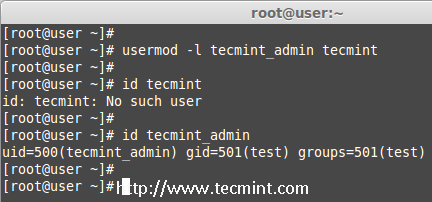 root@user:~
[root@user ~]#
[root@user ~]# usermod -l tecmint_admin tecmint
[root@user ~]#
[root@user ~]# id tecmint
id: tecmint: No such user
[root@user ~]#
[root@user ~]# id tecmint_admin
uid=500(tecmint_admin) gid=501(test) groups=501(test)
[root@user ~]#
[root@user ~]#http://www.tecmint.com